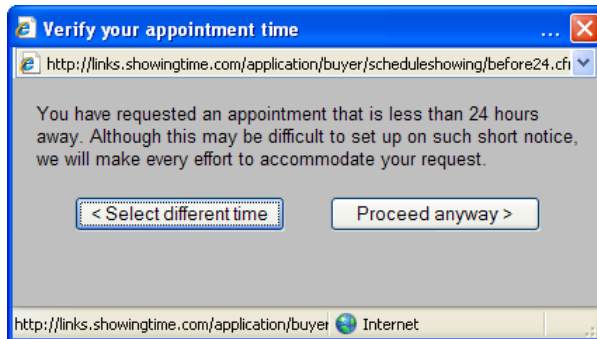 Verify your appointment time ...
http://links.showingtime.com/application/buyer/scheduleshowing/before24.cfi
You have requested an appointment that is less than 24 hours
away. Although this may be difficult to set up on such short notice,
we will make every effort to accommodate your request.
< Select different time
Proceed anyway >
http://links.showingtime.com/application/buyer
Internet